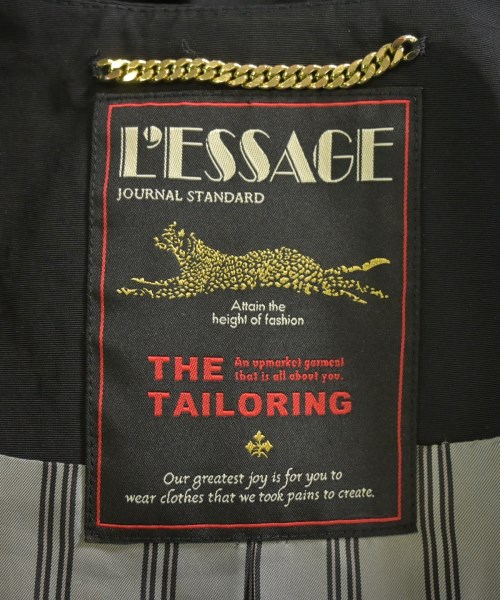 L'ESSAGE
JOURNAL STANDARD
Attain the
height of fashion
THE An upmarket garment
that is all about you.
TAILORING
Our greatest joy is for you to
wear clothes that we took pains to create.